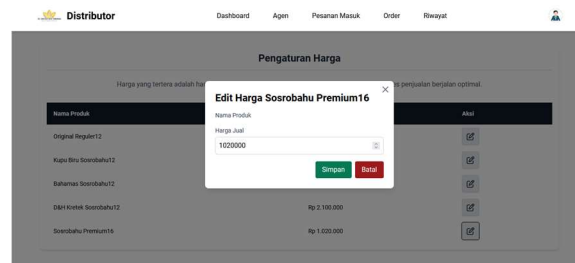 Distributor
Dashboard Agen Pesanan Masuk Order Riwayat
Pengaturan Harga
Harga yang tertera adalah har
s penjualan berjalan optimal.
Nama Produk Aksi
Original Reguler12
Kupu Biru Sosrobahu12
Bahamas Sosrobahu12
D&H Kretek Sosrobahu12 Rp 2.100.000
Sosrobahu Premium16 Rp 1.020.000
Edit Harga Sosrobahu Premium16
Nama Produk
Harga Jual
1020000
Simpan Batal